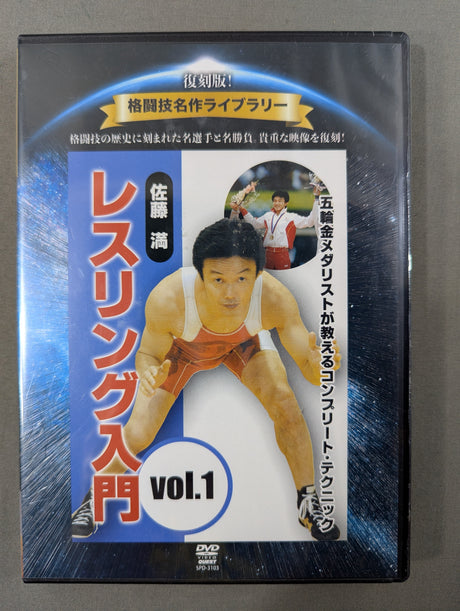 復刻版!
格闘技名作ライブラリー
格闘技の歴史に刻まれた名選手と名勝負。貴重な映像を復刻!
五輪金メダリストが教えるコンプリート・テクニック
佐藤 満
レスリング入門
vol.1
DVD
VIDEO
QUEST
SPD-3103